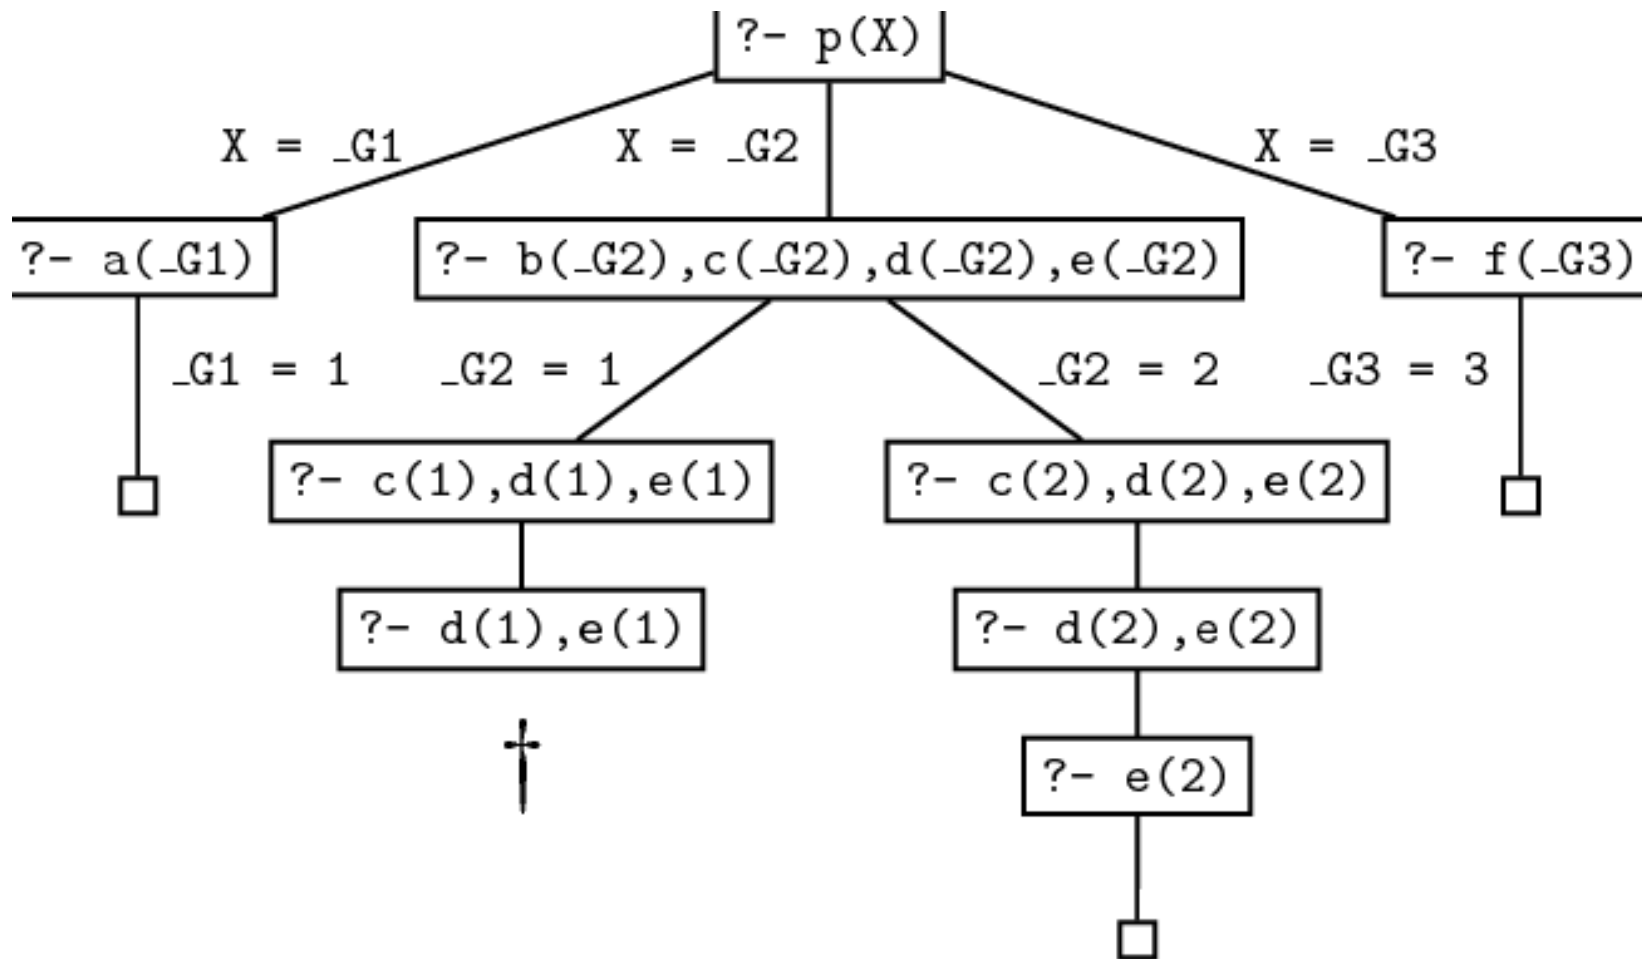 ?- p(X)
X = _G1 X = _G2 X = _G3
?- a(_G1) ?- b(_G2),c(_G2),d(_G2),e(_G2) ?- f(_G3)
_G1 = 1 _G2 = 1 _G2 = 2 _G3 = 3
?- c(1),d(1),e(1) ?- c(2),d(2),e(2)
?- d(1),e(1) ?- d(2),e(2)
†
?- e(2)